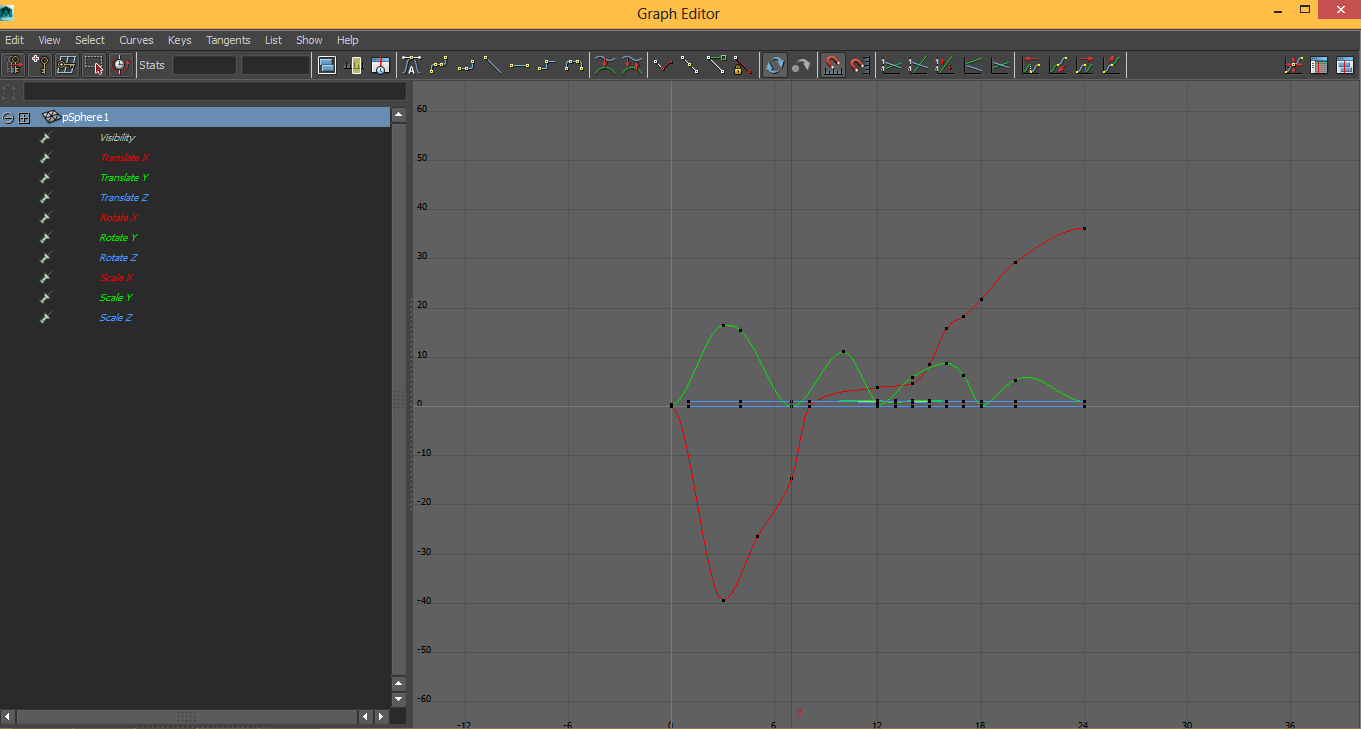 Graph Editor
Edit View Select Curves Keys Tangents List Show Help
Stats
pSphere1
Visibility
Translate X
Translate Y
Translate Z
Rotate X
Rotate Y
Rotate Z
Scale X
Scale Y
Scale Z
60
50
40
30
20
10
0
-10
-20
-30
-40
-50
-60
7
-12 -6 0 6 12 18 24 30 36